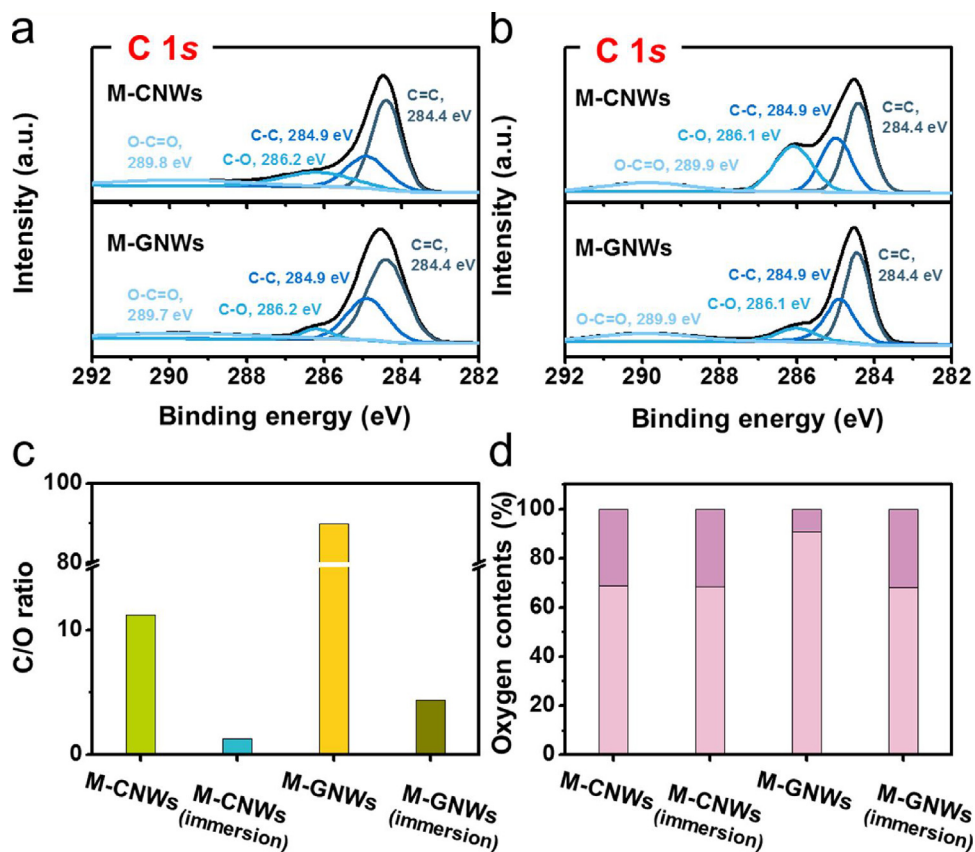 a
C 1s
M-CNWs
C=C,
284.4 eV
C-C, 284.9 eV
O-C=O,
289.8 eV
C-O, 286.2 eV
M-GNWs
C=C,
284.4 eV
C-C, 284.9 eV
O-C=O,
289.7 eV
C-O, 286.2 eV
Intensity (a.u.)
292 290 288 286 284 282
Binding energy (eV)
b
C 1s
M-CNWs
C=C,
284.4 eV
C-C, 284.9 eV
C-O, 286.1 eV
O-C=O, 289.9 eV
M-GNWs
C=C,
284.4 eV
C-C, 284.9 eV
C-O, 286.1 eV
O-C=O, 289.9 eV
Intensity (a.u.)
292 290 288 286 284 282
Binding energy (eV)
c
C/O ratio
100
80
10
0
M-CNWs
M-CNWs
(immersion)
M-GNWs
M-GNWs
(immersion)
d
Oxygen contents (%)
100
80
60
40
20
0
M-CNWs
M-CNWs
(immersion)
M-GNWs
M-GNWs
(immersion)